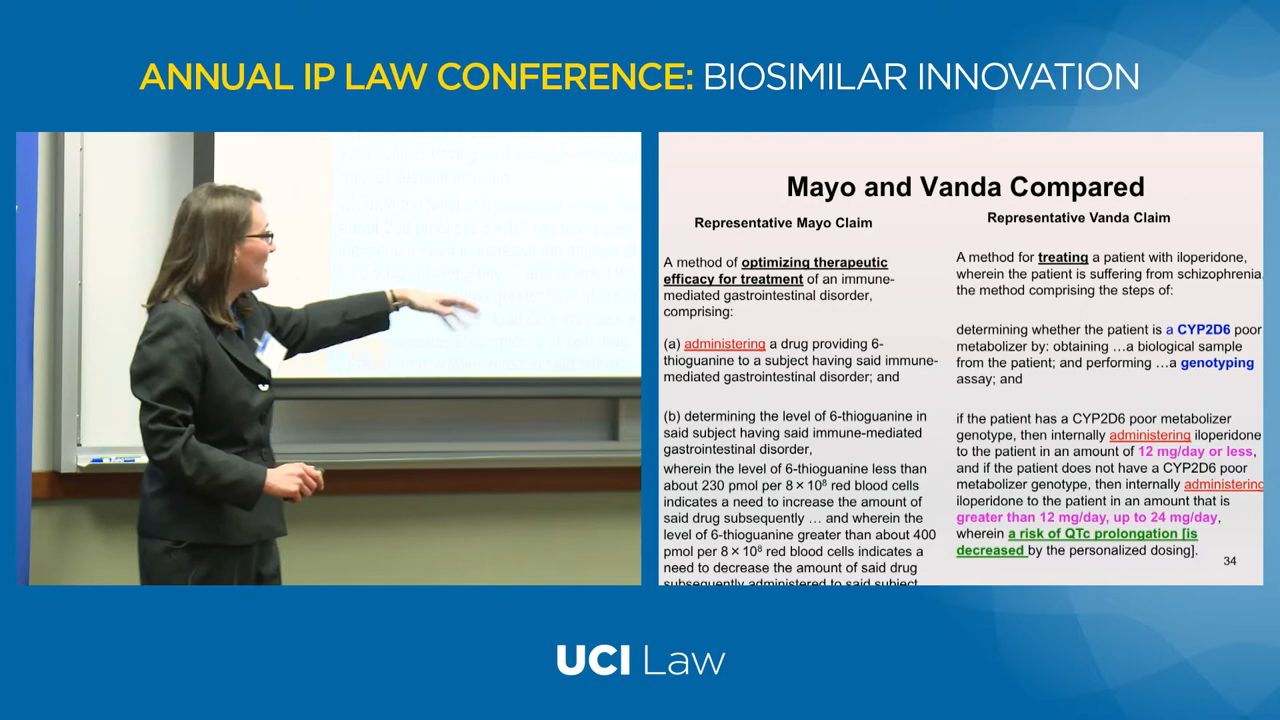 ANNUAL IP LAW CONFERENCE: BIOSIMILAR INNOVATION
Mayo and Vanda Compared
Representative Mayo Claim
A method of optimizing therapeutic
efficacy for treatment of an immune-
mediated gastrointestinal disorder,
comprising:
(a) administering a drug providing 6-
thioguanine to a subject having said immune-
mediated gastrointestinal disorder; and
(b) determining the level of 6-thioguanine in
said subject having said immune-mediated
gastrointestinal disorder,
wherein the level of 6-thioguanine less than
about 230 pmol per 8 × 10⁸ red blood cells
indicates a need to increase the amount of
said drug subsequently … and wherein the
level of 6-thioguanine greater than about 400
pmol per 8 × 10⁸ red blood cells indicates a
need to decrease the amount of said drug
subsequently administered to said subject
Representative Vanda Claim
A method for treating a patient with iloperidone,
wherein the patient is suffering from schizophrenia,
the method comprising the steps of:
determining whether the patient is a CYP2D6 poor
metabolizer by: obtaining …a biological sample
from the patient; and performing …a genotyping
assay; and
if the patient has a CYP2D6 poor metabolizer
genotype, then internally administering iloperidone
to the patient in an amount of 12 mg/day or less,
and if the patient does not have a CYP2D6 poor
metabolizer genotype, then internally administering
iloperidone to the patient in an amount that is
greater than 12 mg/day, up to 24 mg/day,
wherein a risk of QTc prolongation [is
decreased by the personalized dosing].
34
UCI Law